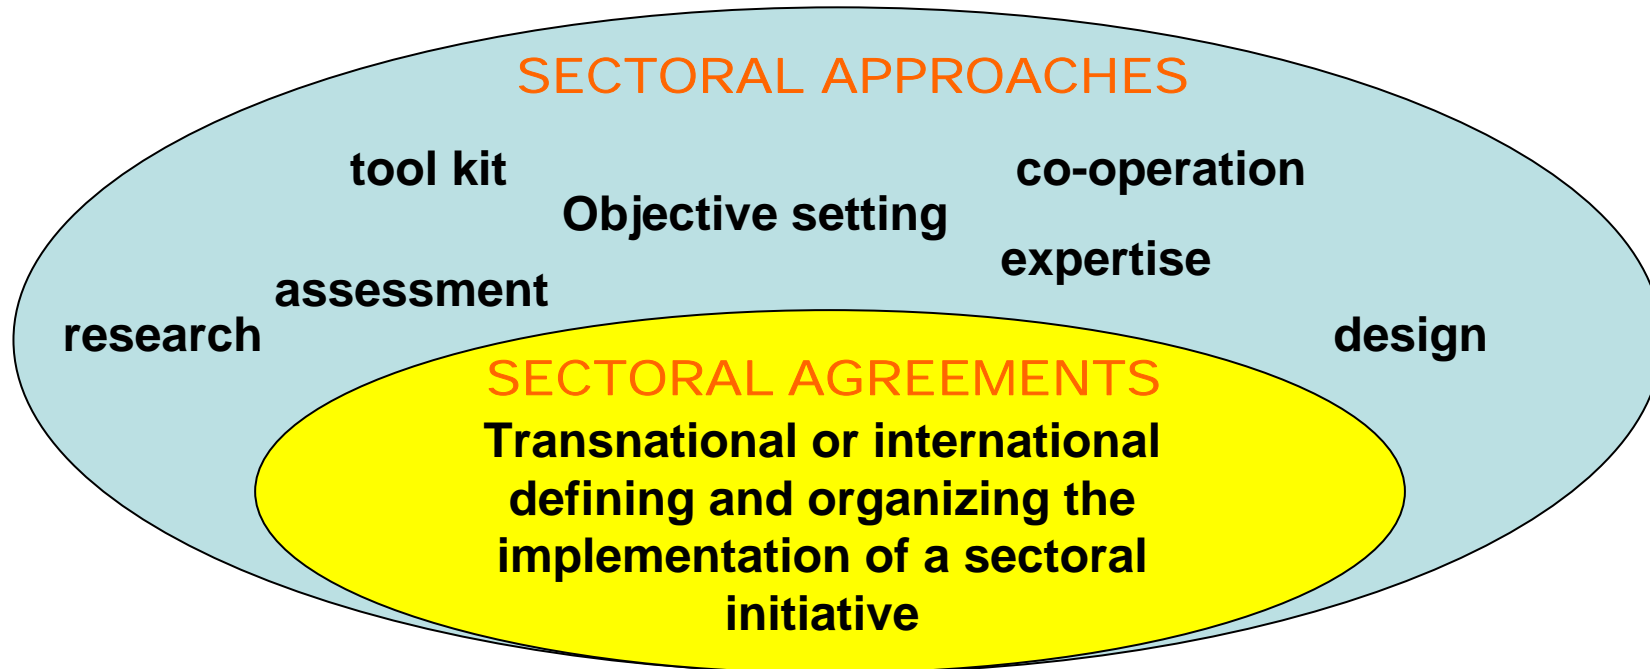 SECTORAL APPROACHES
tool kit
co-operation
Objective setting
expertise
assessment
research
design
SECTORAL AGREEMENTS
Transnational or international
defining and organizing the
implementation of a sectoral
initiative